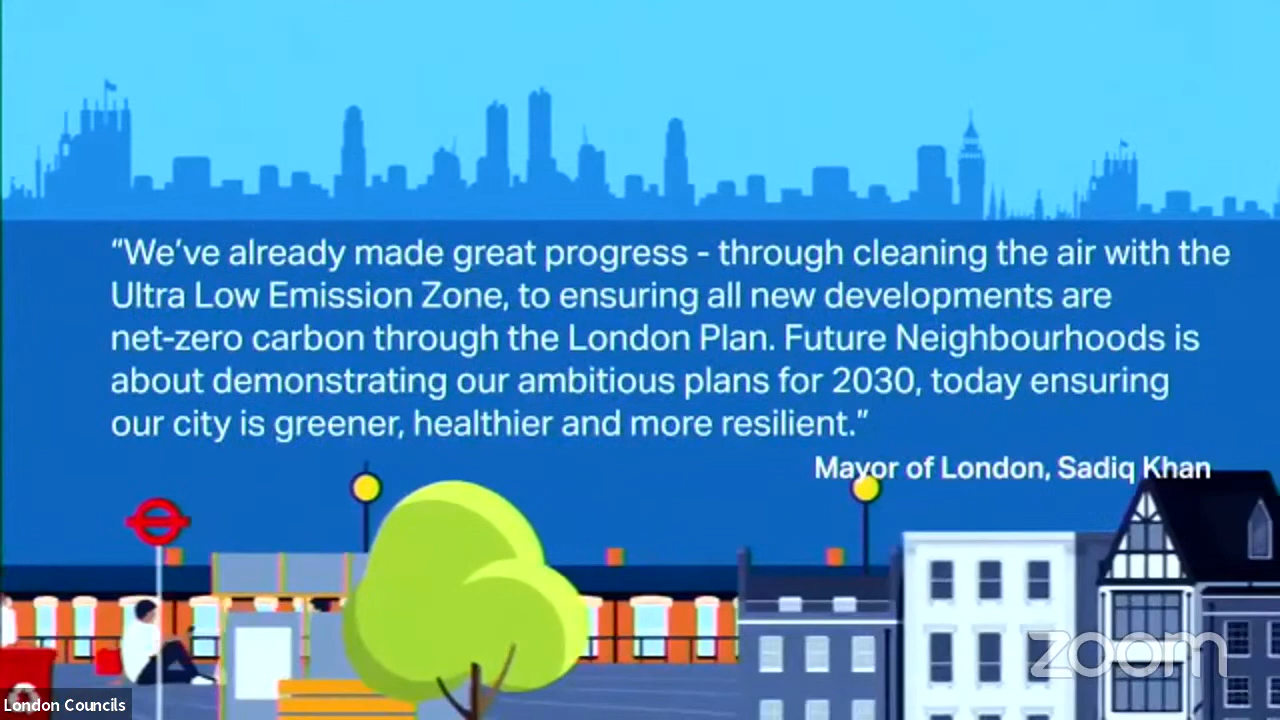 “We’ve already made great progress - through cleaning the air with the
Ultra Low Emission Zone, to ensuring all new developments are
net-zero carbon through the London Plan. Future Neighbourhoods is
about demonstrating our ambitious plans for 2030, today ensuring
our city is greener, healthier and more resilient.”
Mayor of London, Sadiq Khan
zoom
London Councils